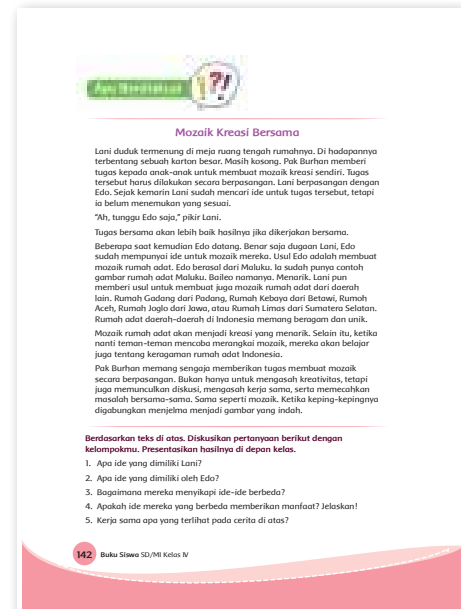 Ayo Berdiskusi
?!
Mozaik Kreasi Bersama
Lani duduk termenung di meja ruang tengah rumahnya. Di hadapannya
terbentang sebuah karton besar. Masih kosong. Pak Burhan memberi
tugas kepada anak-anak untuk membuat mozaik kreasi sendiri. Tugas
tersebut harus dilakukan secara berpasangan. Lani berpasangan dengan
Edo. Sejak kemarin Lani sudah mencari ide untuk tugas tersebut, tetapi
ia belum menemukan yang sesuai.
“Ah, tunggu Edo saja,” pikir Lani.
Tugas bersama akan lebih baik hasilnya jika dikerjakan bersama.
Beberapa saat kemudian Edo datang. Benar saja dugaan Lani, Edo
sudah mempunyai ide untuk mozaik mereka. Usul Edo adalah membuat
mozaik rumah adat. Edo berasal dari Maluku. Ia sudah punya contoh
gambar rumah adat Maluku. Baileo namanya. Menarik. Lani pun
memberi usul untuk membuat juga mozaik rumah adat dari daerah
lain. Rumah Gadang dari Padang, Rumah Kebaya dari Betawi, Rumoh
Aceh, Rumah Joglo dari Jawa, atau Rumah Limas dari Sumatera Selatan.
Rumah adat daerah-daerah di Indonesia memang beragam dan unik.
Mozaik rumah adat akan menjadi kreasi yang menarik. Selain itu, ketika
nanti teman-teman mencoba merangkai mozaik, mereka akan belajar
juga tentang keragaman rumah adat Indonesia.
Pak Burhan memang sengaja memberikan tugas membuat mozaik
secara berpasangan. Bukan hanya untuk mengasah kreativitas, tetapi
juga memunculkan diskusi, mengasah kerja sama, serta memecahkan
masalah bersama-sama. Sama seperti mozaik. Ketika keping-kepingnya
digabungkan menjelma menjadi gambar yang indah.
Berdasarkan teks di atas. Diskusikan pertanyaan berikut dengan
kelompokmu. Presentasikan hasilnya di depan kelas.
1. Apa ide yang dimiliki Lani?
2. Apa ide yang dimiliki oleh Edo?
3. Bagaimana mereka menyikapi ide-ide berbeda?
4. Apakah ide mereka yang berbeda memberikan manfaat? Jelaskan!
5. Kerja sama apa yang terlihat pada cerita di atas?
142 Buku Siswa SD/MI Kelas IV